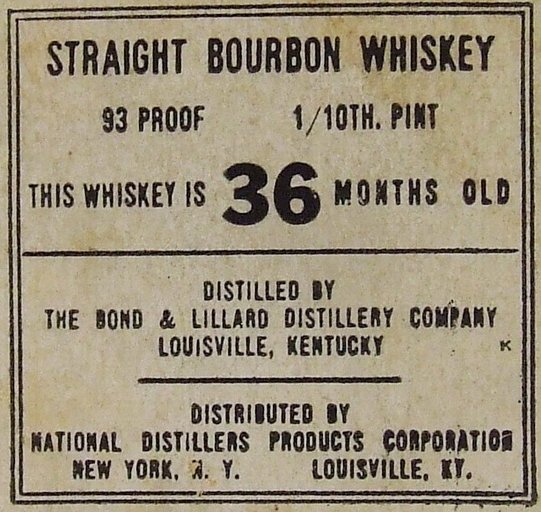 STRAIGHT BOURBON WHISKEY
93 PROOF 1/10TH. PINT
THIS WHISKEY IS 36 MONTHS OLD
DISTILLED BY
THE BOND & LILLARD DISTILLERY COMPANY
LOUISVILLE, KENTUCKY K
DISTRIBUTED BY
NATIONAL DISTILLERS PRODUCTS CORPORATION
NEW YORK, N. Y. LOUISVILLE, KY.